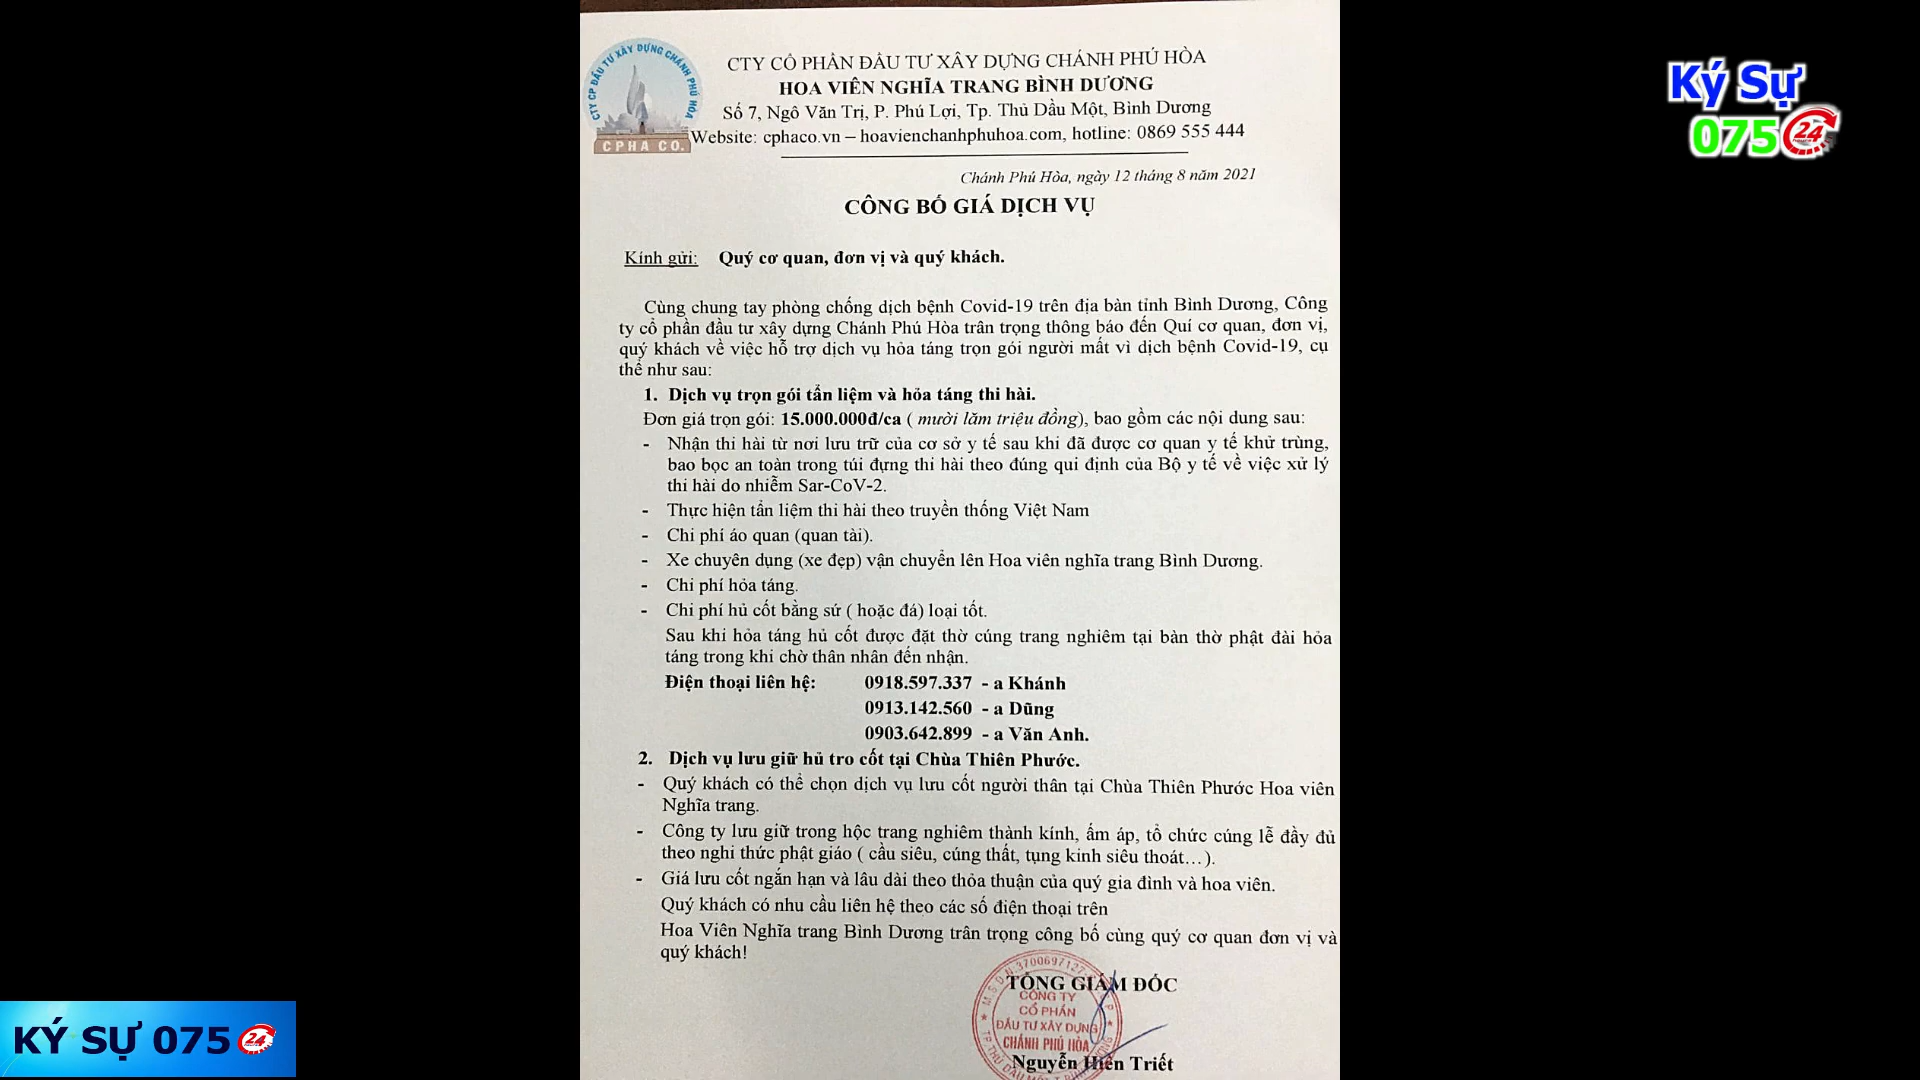 CTY CP ĐẦU TƯ XÂY DỰNG CHÁNH PHÚ HÒA
CPHA CO.
CTY CỔ PHẦN ĐẦU TƯ XÂY DỰNG CHÁNH PHÚ HÒA
HOA VIÊN NGHĨA TRANG BÌNH DƯƠNG
Số 7, Ngô Văn Trị, P. Phú Lợi, Tp. Thủ Dầu Một, Bình Dương
Website: cphaco.vn – hoavienchanhphuhoa.com, hotline: 0869 555 444
Ký Sự
075 24
Chánh Phú Hòa, ngày 12 tháng 8 năm 2021
CÔNG BỐ GIÁ DỊCH VỤ
Kính gửi: Quý cơ quan, đơn vị và quý khách.
Cùng chung tay phòng chống dịch bệnh Covid-19 trên địa bàn tỉnh Bình Dương, Công
ty cổ phần đầu tư xây dựng Chánh Phú Hòa trân trọng thông báo đến Quí cơ quan, đơn vị,
quý khách về việc hỗ trợ dịch vụ hỏa táng trọn gói người mất vì dịch bệnh Covid-19, cụ
thể như sau:
1. Dịch vụ trọn gói tẩn liệm và hỏa táng thi hài.
Đơn giá trọn gói: 15.000.000đ/ca ( mười lăm triệu đồng), bao gồm các nội dung sau:
- Nhận thi hài từ nơi lưu trữ của cơ sở y tế sau khi đã được cơ quan y tế khử trùng,
bao bọc an toàn trong túi đựng thi hài theo đúng qui định của Bộ y tế về việc xử lý
thi hài do nhiễm Sar-CoV-2.
- Thực hiện tẩn liệm thi hài theo truyền thống Việt Nam
- Chi phí áo quan (quan tài).
- Xe chuyên dụng (xe đẹp) vận chuyển lên Hoa viên nghĩa trang Bình Dương.
- Chi phí hỏa táng.
- Chi phí hủ cốt bằng sứ ( hoặc đá) loại tốt.
Sau khi hỏa táng hủ cốt được đặt thờ cúng trang nghiêm tại bàn thờ phật đài hỏa
táng trong khi chờ thân nhân đến nhận.
Điện thoại liên hệ: 0918.597.337 - a Khánh
0913.142.560 - a Dũng
0903.642.899 - a Văn Anh.
2. Dịch vụ lưu giữ hủ tro cốt tại Chùa Thiên Phước.
- Quý khách có thể chọn dịch vụ lưu cốt người thân tại Chùa Thiên Phước Hoa viên
Nghĩa trang.
- Công ty lưu giữ trong hộc trang nghiêm thành kính, ấm áp, tổ chức cúng lễ đầy đủ
theo nghi thức phật giáo ( cầu siêu, cúng thất, tụng kinh siêu thoát…).
- Giá lưu cốt ngắn hạn và lâu dài theo thỏa thuận của quý gia đình và hoa viên.
Quý khách có nhu cầu liên hệ theo các số điện thoại trên
Hoa Viên Nghĩa trang Bình Dương trân trọng công bố cùng quý cơ quan đơn vị và
quý khách!
TỔNG GIÁM ĐỐC
M.S.D.N:3700697127
CÔNG TY
CỔ PHẦN
ĐẦU TƯ XÂY DỰNG
CHÁNH PHÚ HÒA
Nguyễn Hiền Triết
KÝ SỰ 075 24